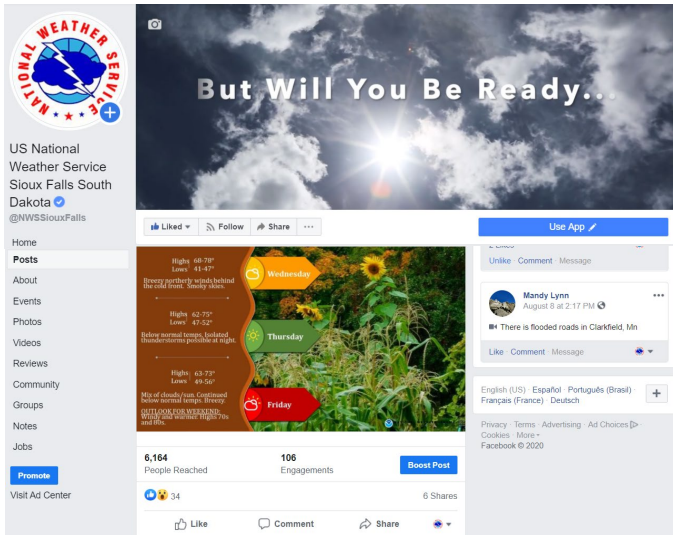 NATIONAL WEATHER SERVICE
But Will You Be Ready...
US National
Weather Service
Sioux Falls South
Dakota
@NWSSiouxFalls
Home
Posts
About
Events
Photos
Videos
Reviews
Community
Groups
Notes
Jobs
Promote
Visit Ad Center
Liked
Follow
Share
Use App
Highs 68-78°
Lows 41-47°
Breezy northerly winds behind
the cold front. Smoky skies.
Wednesday
Highs 62-75°
Lows 47-52°
Below normal temps. Isolated
thunderstorms possible at night.
Thursday
Highs 63-73°
Lows 49-56°
Mix of clouds/sun. Continued
below normal temps. Breezy.
OUTLOOK FOR WEEKEND:
Windy and warmer. Highs 70s
and 80s.
Friday
6,164
People Reached
106
Engagements
Boost Post
34
6 Shares
Like
Comment
Share
2 Likes
Unlike · Comment · Message
Mandy Lynn
August 8 at 2:17 PM
There is flooded roads in Clarkfield, Mn
Like · Comment · Message
English (US) · Español · Português (Brasil) ·
Français (France) · Deutsch
Privacy · Terms · Advertising · Ad Choices ·
Cookies · More
Facebook © 2020